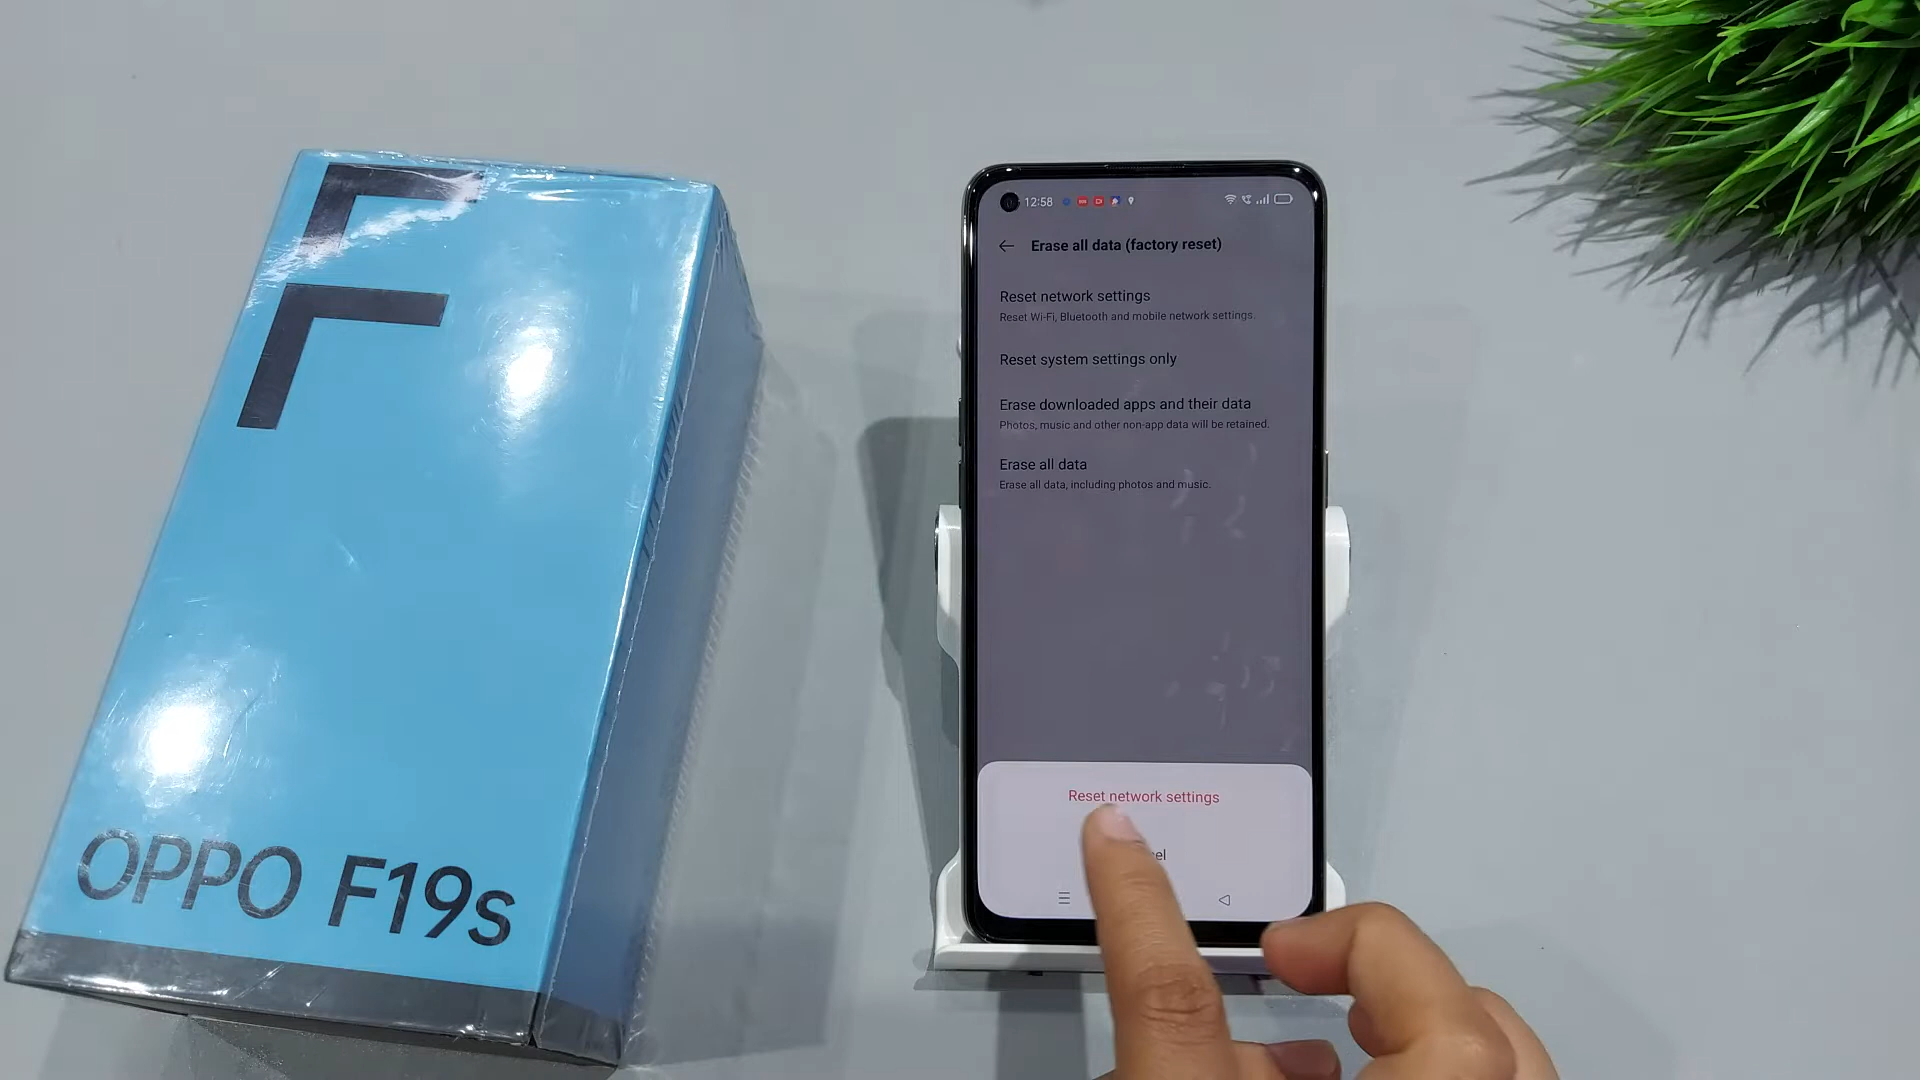 OPPO F19s
12:58
Erase all data (factory reset)
Reset network settings
Reset Wi-Fi, Bluetooth and mobile network settings.
Reset system settings only
Erase downloaded apps and their data
Photos, music and other non-app data will be retained.
Erase all data
Erase all data, including photos and music.
Reset network settings